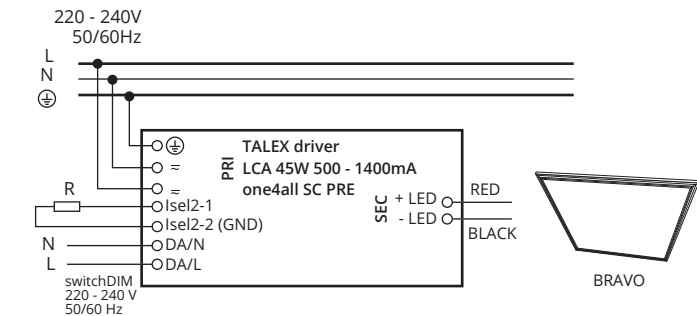 220 - 240V
50/60Hz
L
N
TALEX driver
PRI
LCA 45W 500 - 1400mA
one4all SC PRE
R
Isel2-1
Isel2-2 (GND)
N
DA/N
L
DA/L
SEC
+ LED
- LED
RED
BLACK
switchDIM
220 - 240 V
50/60 Hz
BRAVO